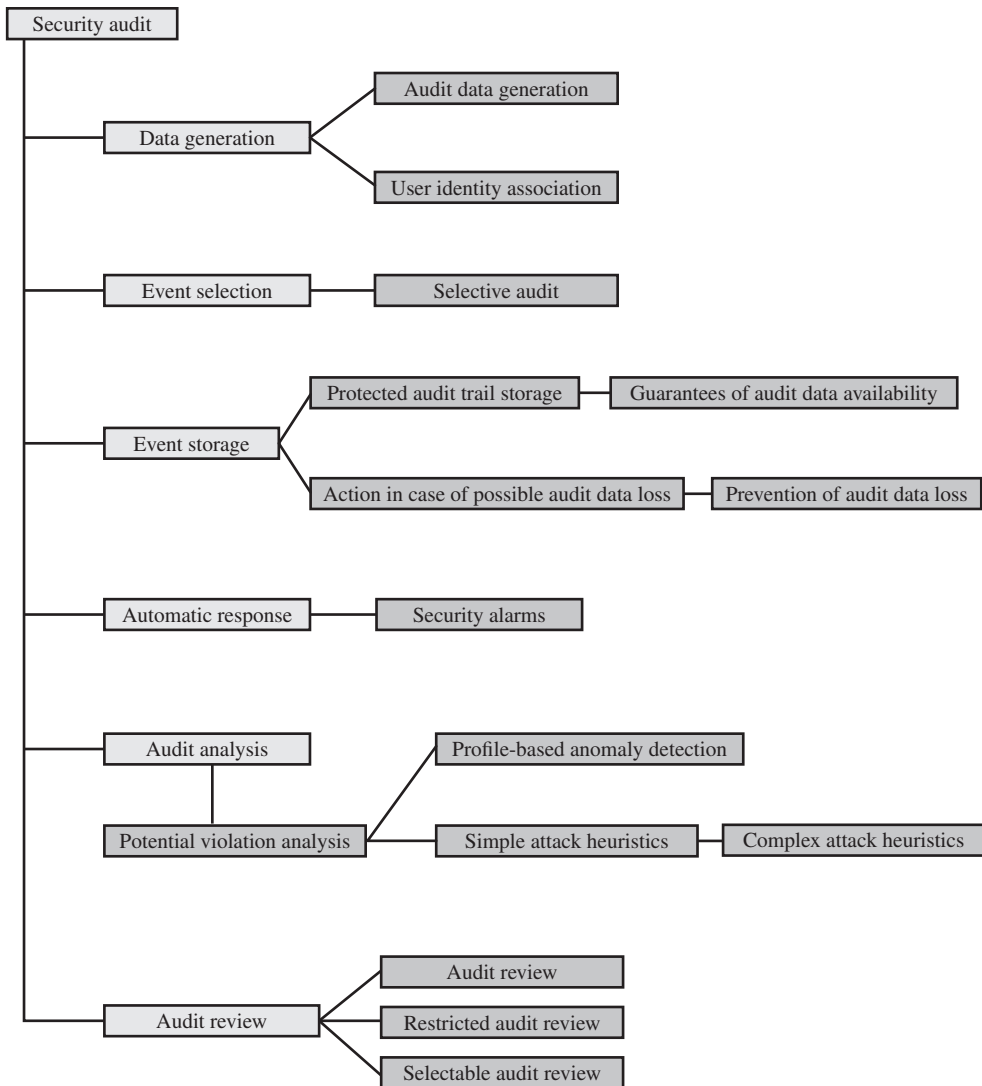 Security audit
Audit data generation
Data generation
User identity association
Event selection
Selective audit
Protected audit trail storage
Guarantees of audit data availability
Event storage
Action in case of possible audit data loss
Prevention of audit data loss
Automatic response
Security alarms
Audit analysis
Profile-based anomaly detection
Potential violation analysis
Simple attack heuristics
Complex attack heuristics
Audit review
Audit review
Restricted audit review
Selectable audit review